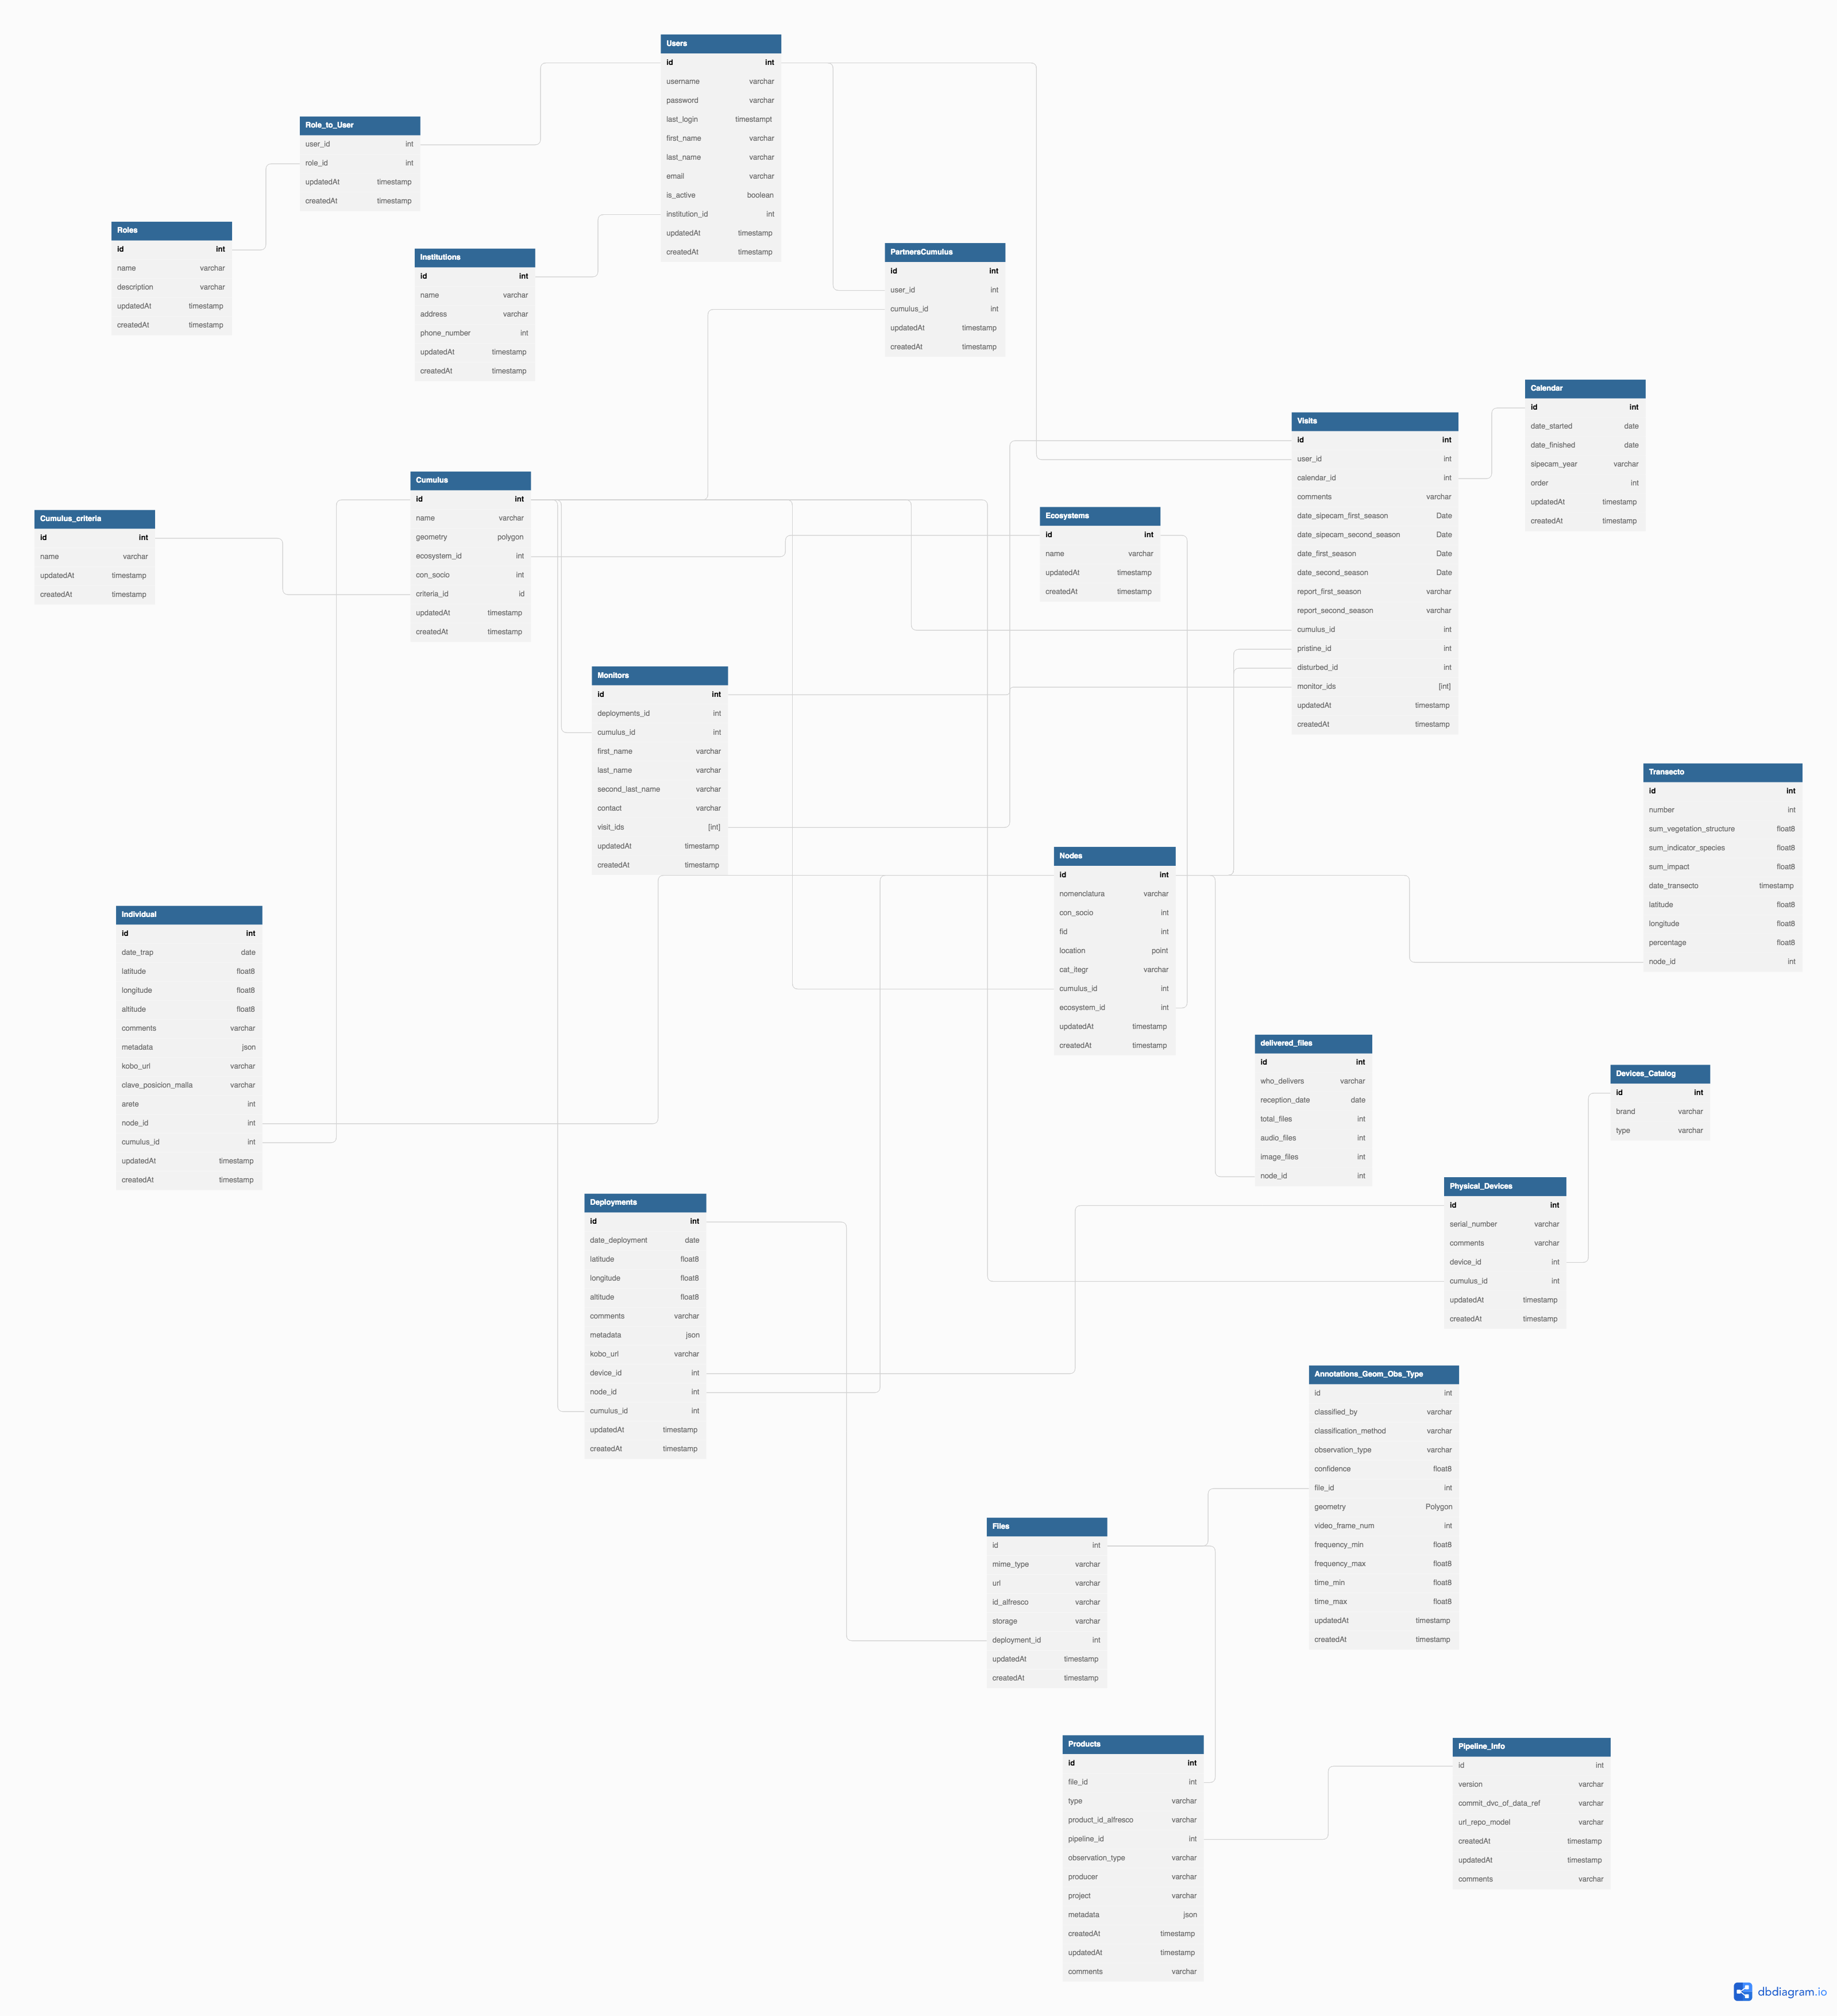 Users
id int
username varchar
password varchar
last_login timestampt
first_name varchar
last_name varchar
email varchar
is_active boolean
institution_id int
updatedAt timestamp
createdAt timestamp
Role_to_User
user_id int
role_id int
updatedAt timestamp
createdAt timestamp
Roles
id int
name varchar
description varchar
updatedAt timestamp
createdAt timestamp
Institutions
id int
name varchar
address varchar
phone_number int
updatedAt timestamp
createdAt timestamp
PartnersCumulus
id int
user_id int
cumulus_id int
updatedAt timestamp
createdAt timestamp
Calendar
id int
date_started date
date_finished date
sipecam_year varchar
order int
updatedAt timestamp
createdAt timestamp
Visits
id int
user_id int
calendar_id int
comments varchar
date_sipecam_first_season Date
date_sipecam_second_season Date
date_first_season Date
date_second_season Date
report_first_season varchar
report_second_season varchar
cumulus_id int
pristine_id int
disturbed_id int
monitor_ids [int]
updatedAt timestamp
createdAt timestamp
Cumulus
id int
name varchar
geometry polygon
ecosystem_id int
con_socio int
criteria_id id
updatedAt timestamp
createdAt timestamp
Cumulus_criteria
id int
name varchar
updatedAt timestamp
createdAt timestamp
Ecosystems
id int
name varchar
updatedAt timestamp
createdAt timestamp
Monitors
id int
deployments_id int
cumulus_id int
first_name varchar
last_name varchar
second_last_name varchar
contact varchar
visit_ids [int]
updatedAt timestamp
createdAt timestamp
Transecto
id int
number int
sum_vegetation_structure float8
sum_indicator_species float8
sum_impact float8
date_transecto timestamp
latitude float8
longitude float8
percentage float8
node_id int
Nodes
id int
nomenclatura varchar
con_socio int
fid int
location point
cat_itegr varchar
cumulus_id int
ecosystem_id int
updatedAt timestamp
createdAt timestamp
Individual
id int
date_trap date
latitude float8
longitude float8
altitude float8
comments varchar
metadata json
kobo_url varchar
clave_posicion_malla varchar
arete int
node_id int
cumulus_id int
updatedAt timestamp
createdAt timestamp
delivered_files
id int
who_delivers varchar
reception_date date
total_files int
audio_files int
image_files int
node_id int
Devices_Catalog
id int
brand varchar
type varchar
Physical_Devices
id int
serial_number varchar
comments varchar
device_id int
cumulus_id int
updatedAt timestamp
createdAt timestamp
Deployments
id int
date_deployment date
latitude float8
longitude float8
altitude float8
comments varchar
metadata json
kobo_url varchar
device_id int
node_id int
cumulus_id int
updatedAt timestamp
createdAt timestamp
Annotations_Geom_Obs_Type
id int
classified_by varchar
classification_method varchar
observation_type varchar
confidence float8
file_id int
geometry Polygon
video_frame_num int
frequency_min float8
frequency_max float8
time_min float8
time_max float8
updatedAt timestamp
createdAt timestamp
Files
id int
mime_type varchar
url varchar
id_alfresco varchar
storage varchar
deployment_id int
updatedAt timestamp
createdAt timestamp
Products
id int
file_id int
type varchar
product_id_alfresco varchar
pipeline_id int
observation_type varchar
producer varchar
project varchar
metadata json
createdAt timestamp
updatedAt timestamp
comments varchar
Pipeline_Info
id int
version varchar
commit_dvc_of_data_ref varchar
url_repo_model varchar
createdAt timestamp
updatedAt timestamp
comments varchar
dbdiagram.io